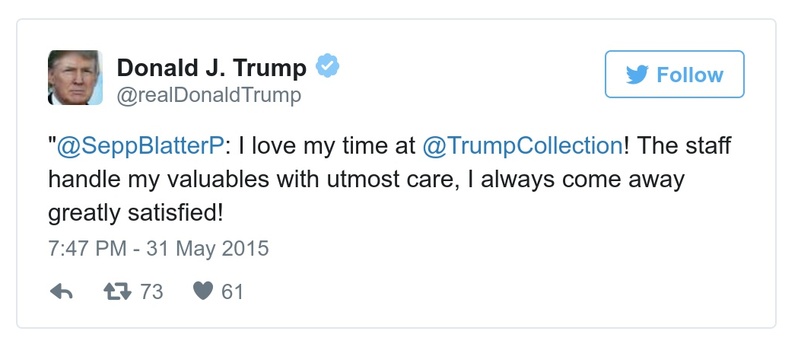 Donald J. Trump
@realDonaldTrump
Follow
"@SeppBlatterP: I love my time at @TrumpCollection! The staff
handle my valuables with utmost care, I always come away
greatly satisfied!
7:47 PM - 31 May 2015
73 61